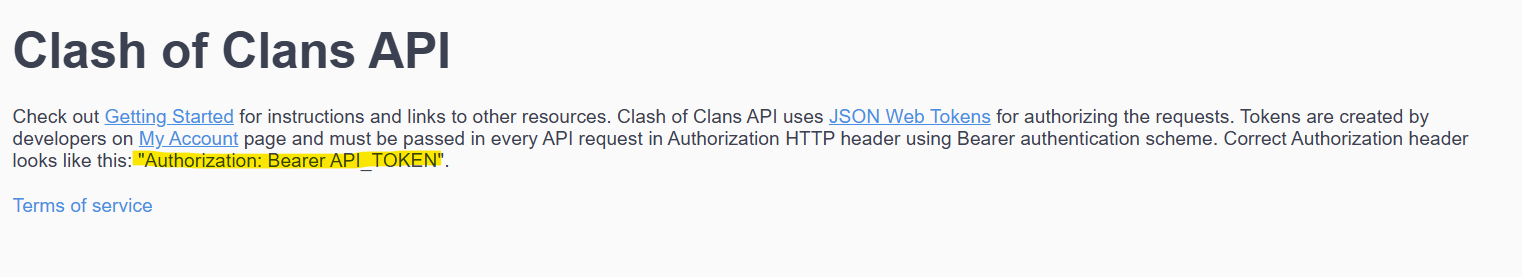 Clash of Clans API
Check out Getting Started for instructions and links to other resources. Clash of Clans API uses JSON Web Tokens for authorizing the requests. Tokens are created by
developers on My Account page and must be passed in every API request in Authorization HTTP header using Bearer authentication scheme. Correct Authorization header
looks like this: "Authorization: Bearer API_TOKEN".
Terms of service